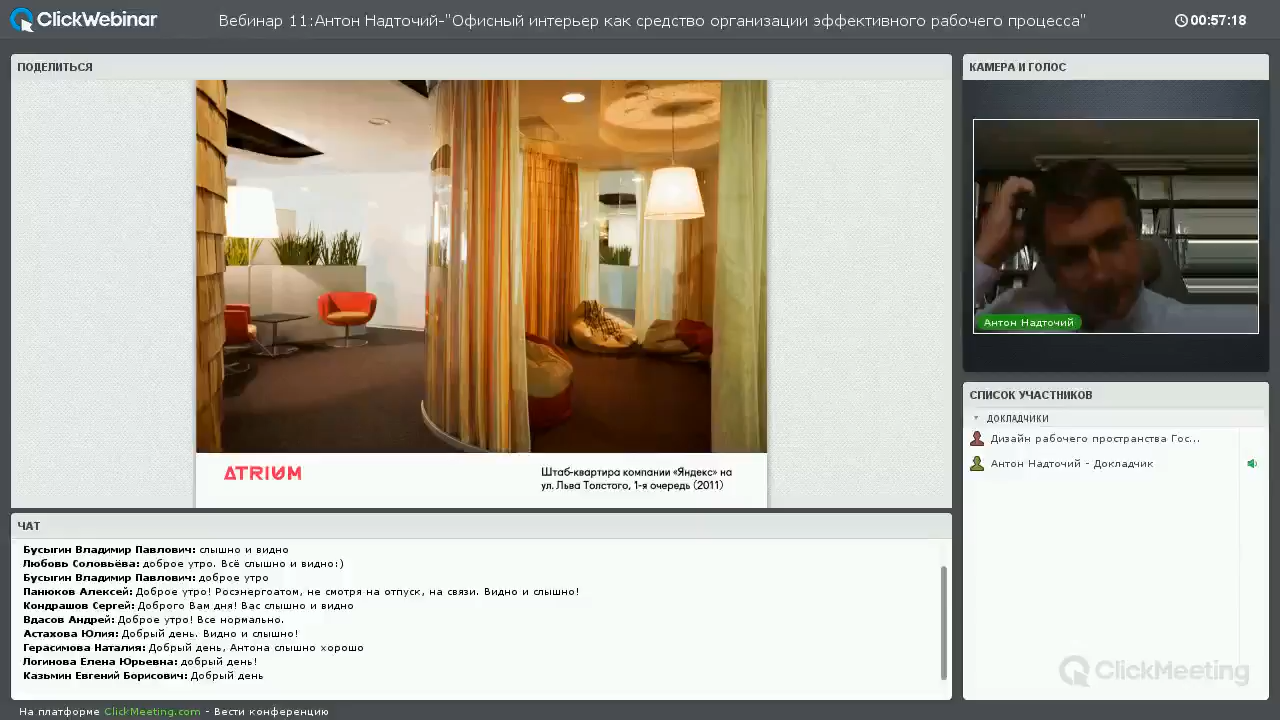 ClickWebinar
Вебинар 11:Антон Надточий-"Офисный интерьер как средство организации эффективного рабочего процесса"
00:57:18
ПОДЕЛИТЬСЯ
ATRIUM
Штаб-квартира компании «Яндекс» на
ул. Льва Толстого, 1-я очередь (2011)
КАМЕРА И ГОЛОС
Антон Надточий
СПИСОК УЧАСТНИКОВ
ДОКЛАДЧИКИ
Дизайн рабочего пространства Гос...
Антон Надточий - Докладчик
ЧАТ
Бусыгин Владимир Павлович: слышно и видно
Любовь Соловьёва: доброе утро. Всё слышно и видно:)
Бусыгин Владимир Павлович: доброе утро
Панюков Алексей: Доброе утро! Росэнергоатом, не смотря на отпуск, на связи. Видно и слышно!
Кондрашов Сергей: Доброго Вам дня! Вас слышно и видно
Вдасов Андрей: Доброе утро! Все нормально.
Астахова Юлия: Добрый день. Видно и слышно!
Герасимова Наталия: Добрый день, Антона слышно хорошо
Логинова Елена Юрьевна: добрый день!
Казьмин Евгений Борисович: Добрый день
ClickMeeting
На платформе ClickMeeting.com - Вести конференцию